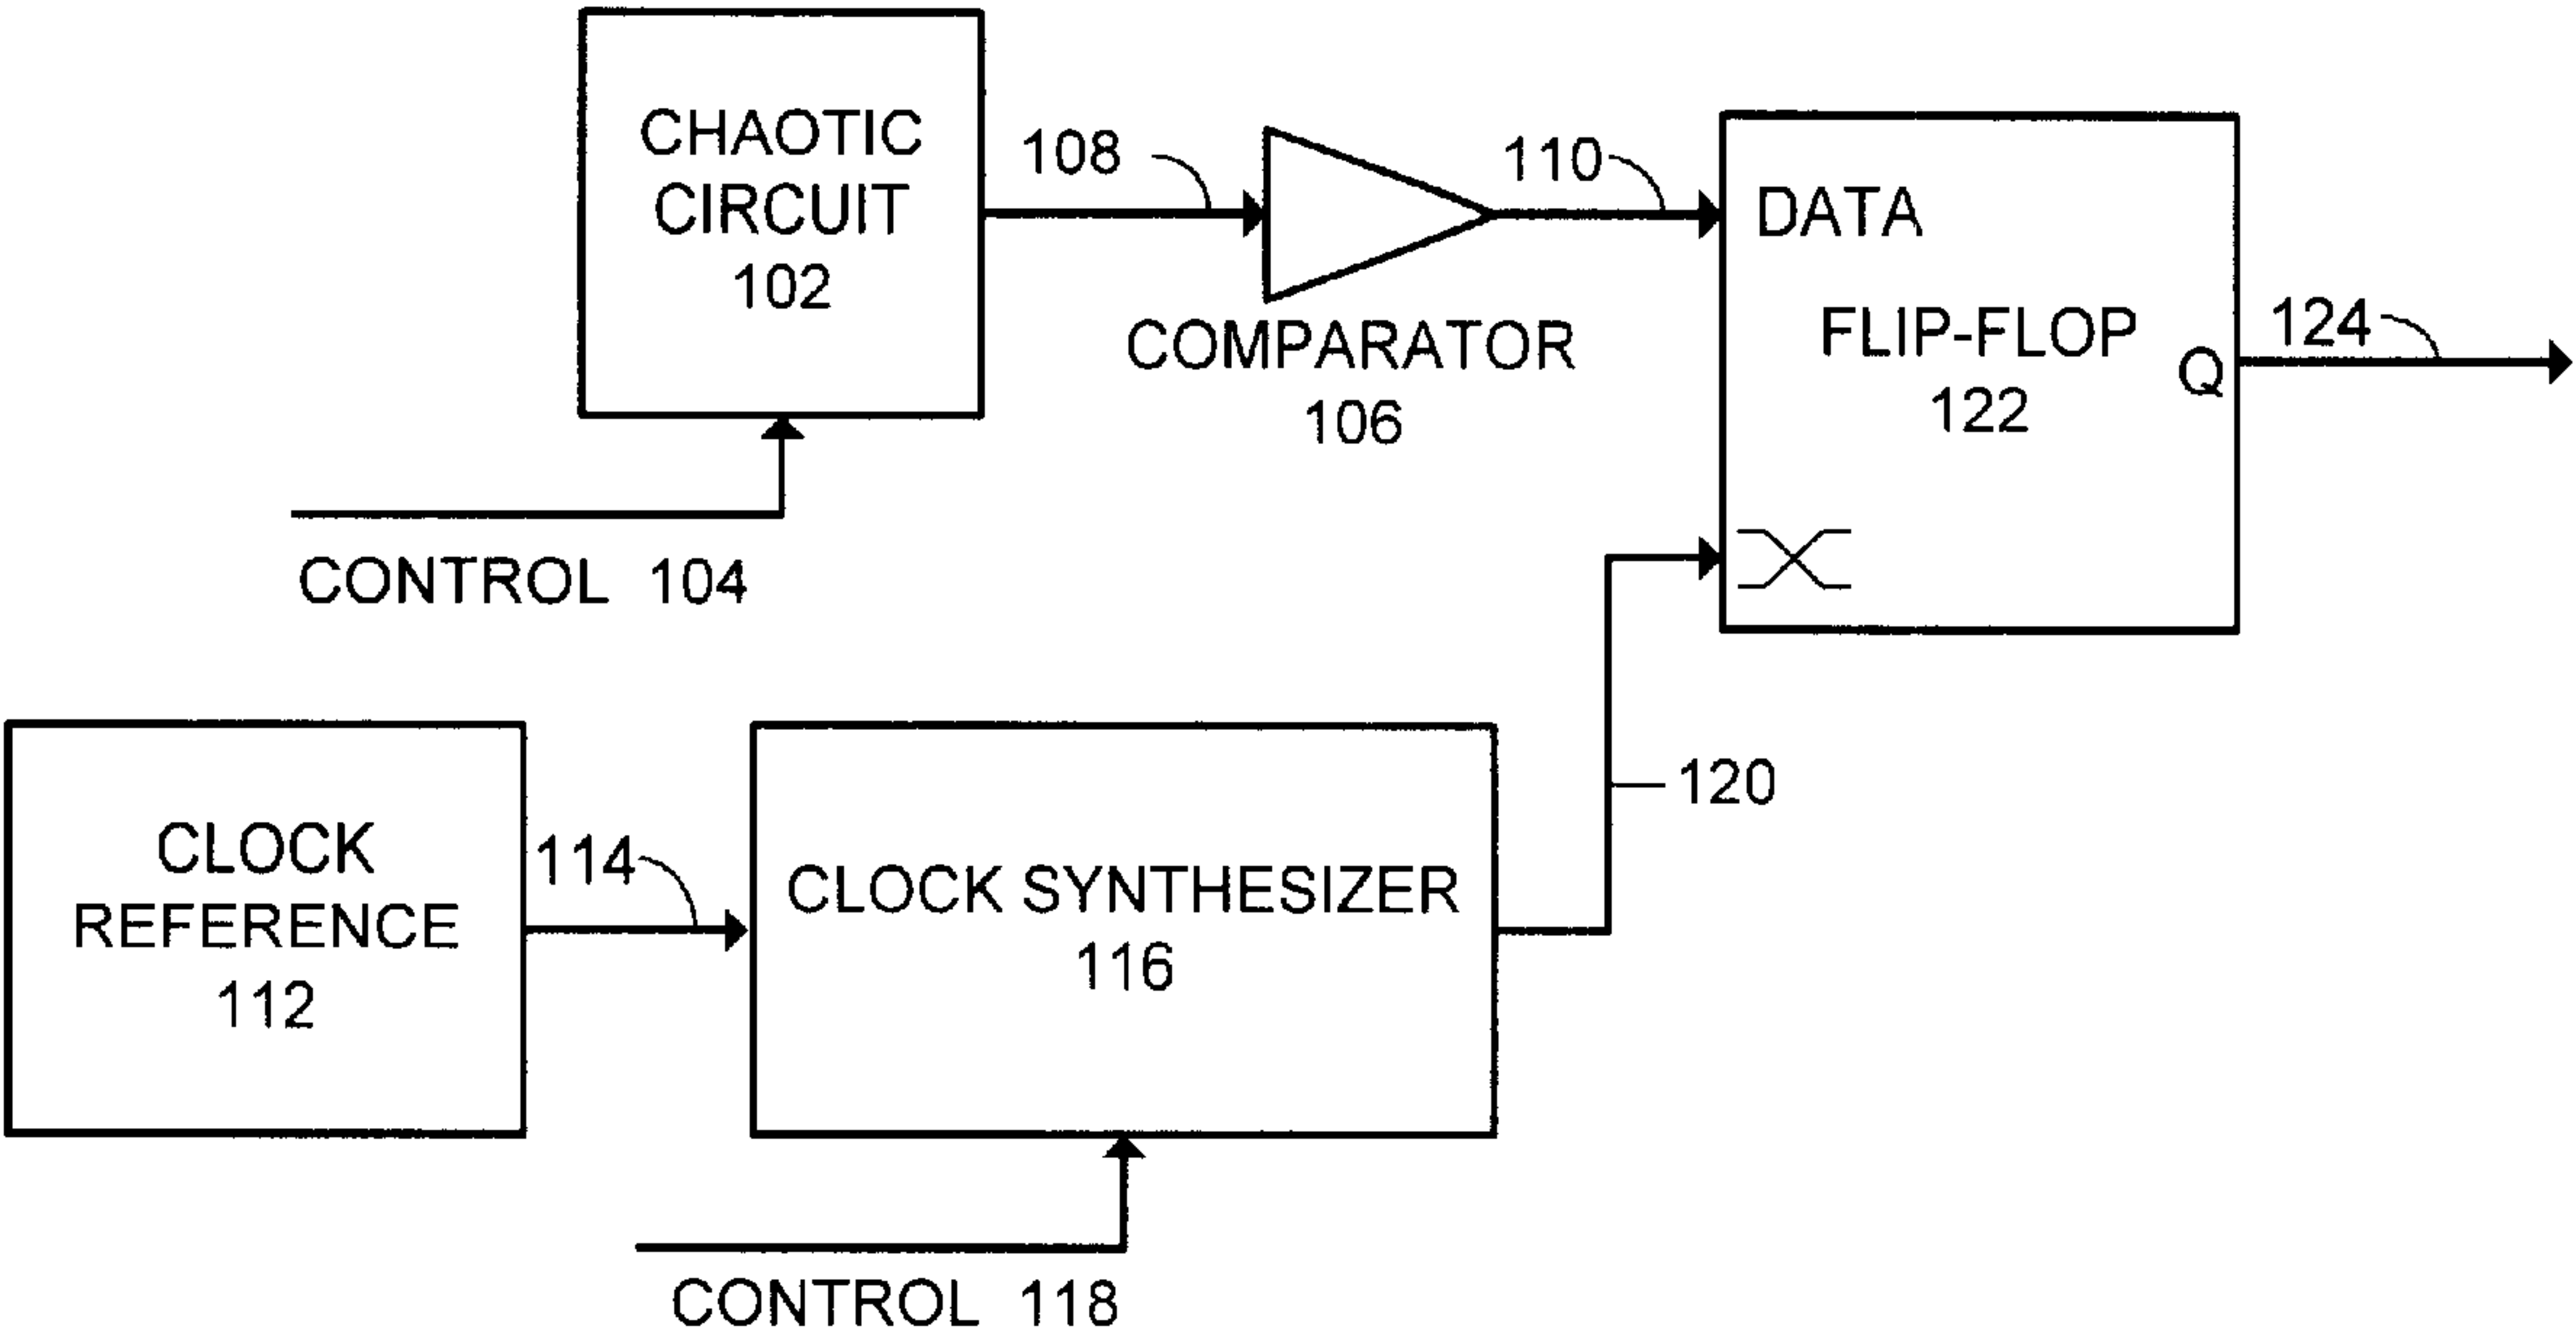 CHAOTIC
CIRCUIT
102
108
COMPARATOR
106
110
DATA
FLIP-FLOP
122
Q
124
CONTROL 104
CLOCK
REFERENCE
112
114
CLOCK SYNTHESIZER
116
120
CONTROL 118